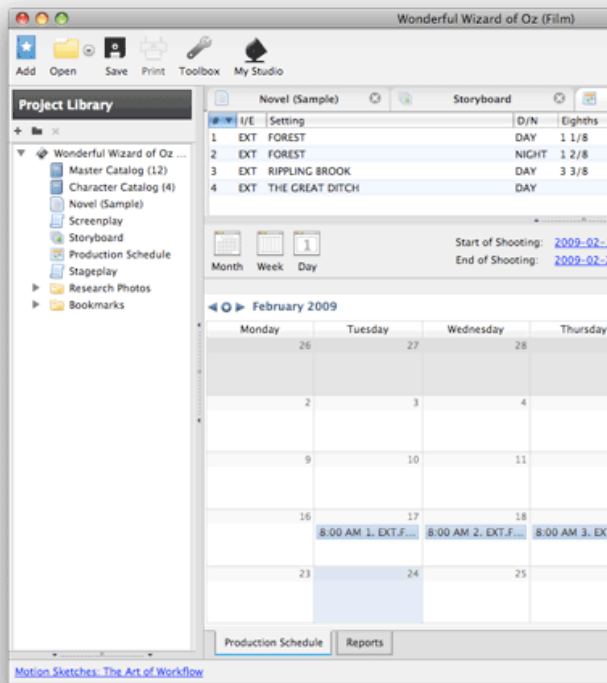 Wonderful Wizard of Oz (Film)
Add Open Save Print Toolbox My Studio
Project Library
Wonderful Wizard of Oz ...
Master Catalog (12)
Character Catalog (4)
Novel (Sample)
Screenplay
Storyboard
Production Schedule
Stageplay
Research Photos
Bookmarks
Novel (Sample) Storyboard
# I/E Setting D/N Eighths
1 EXT FOREST DAY 1 1/8
2 EXT FOREST NIGHT 1 2/8
3 EXT RIPPLING BROOK DAY 3 3/8
4 EXT THE GREAT DITCH DAY
Month Week 1 Day
Start of Shooting: 2009-02-
End of Shooting: 2009-02-
February 2009
Monday Tuesday Wednesday Thursday
26 27 28
2 3 4
9 10 11
16 17 18
8:00 AM 1. EXT.F... 8:00 AM 2. EXT.F... 8:00 AM 3. EX
23 24 25
Production Schedule Reports
Motion Sketches: The Art of Workflow